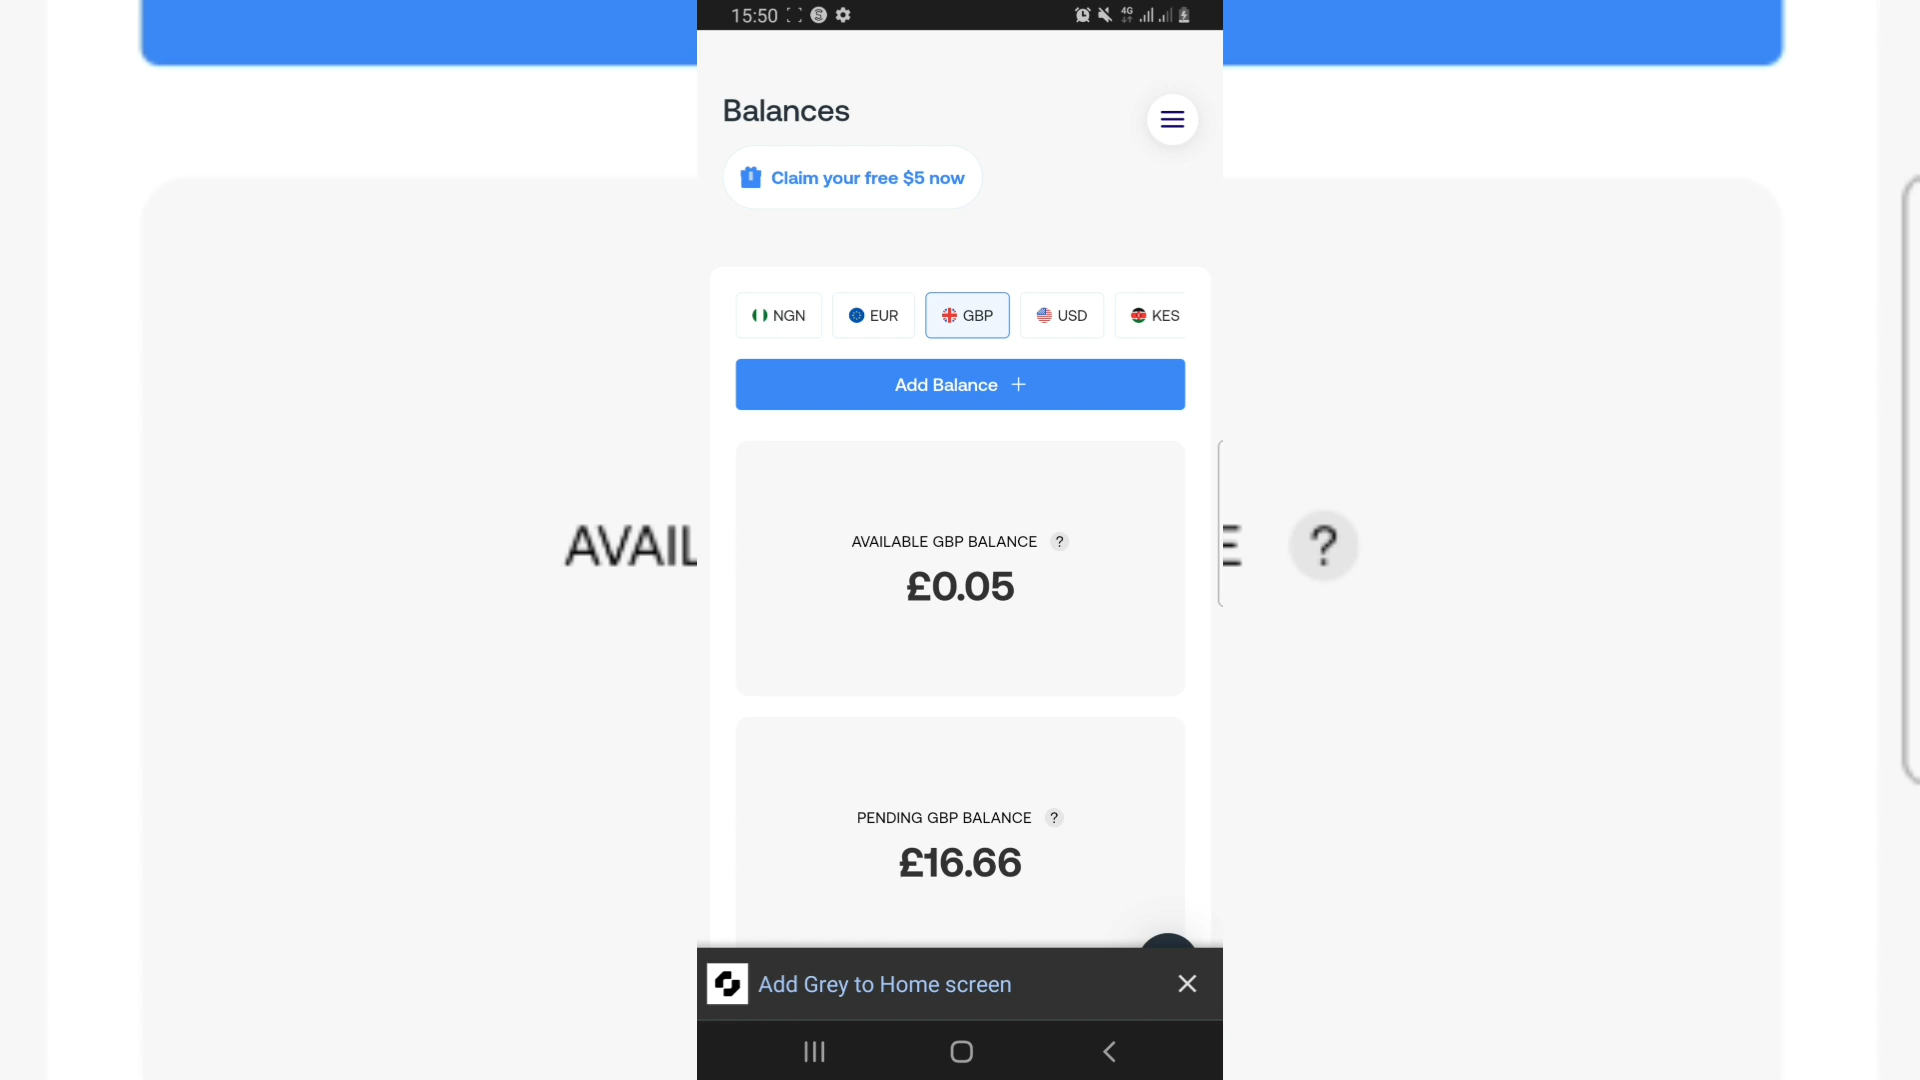 15:50
4G
Balances
Claim your free $5 now
NGN
EUR
GBP
USD
KES
Add Balance +
AVAILABLE GBP BALANCE ?
£0.05
AVAIL
E ?
PENDING GBP BALANCE ?
£16.66
Add Grey to Home screen